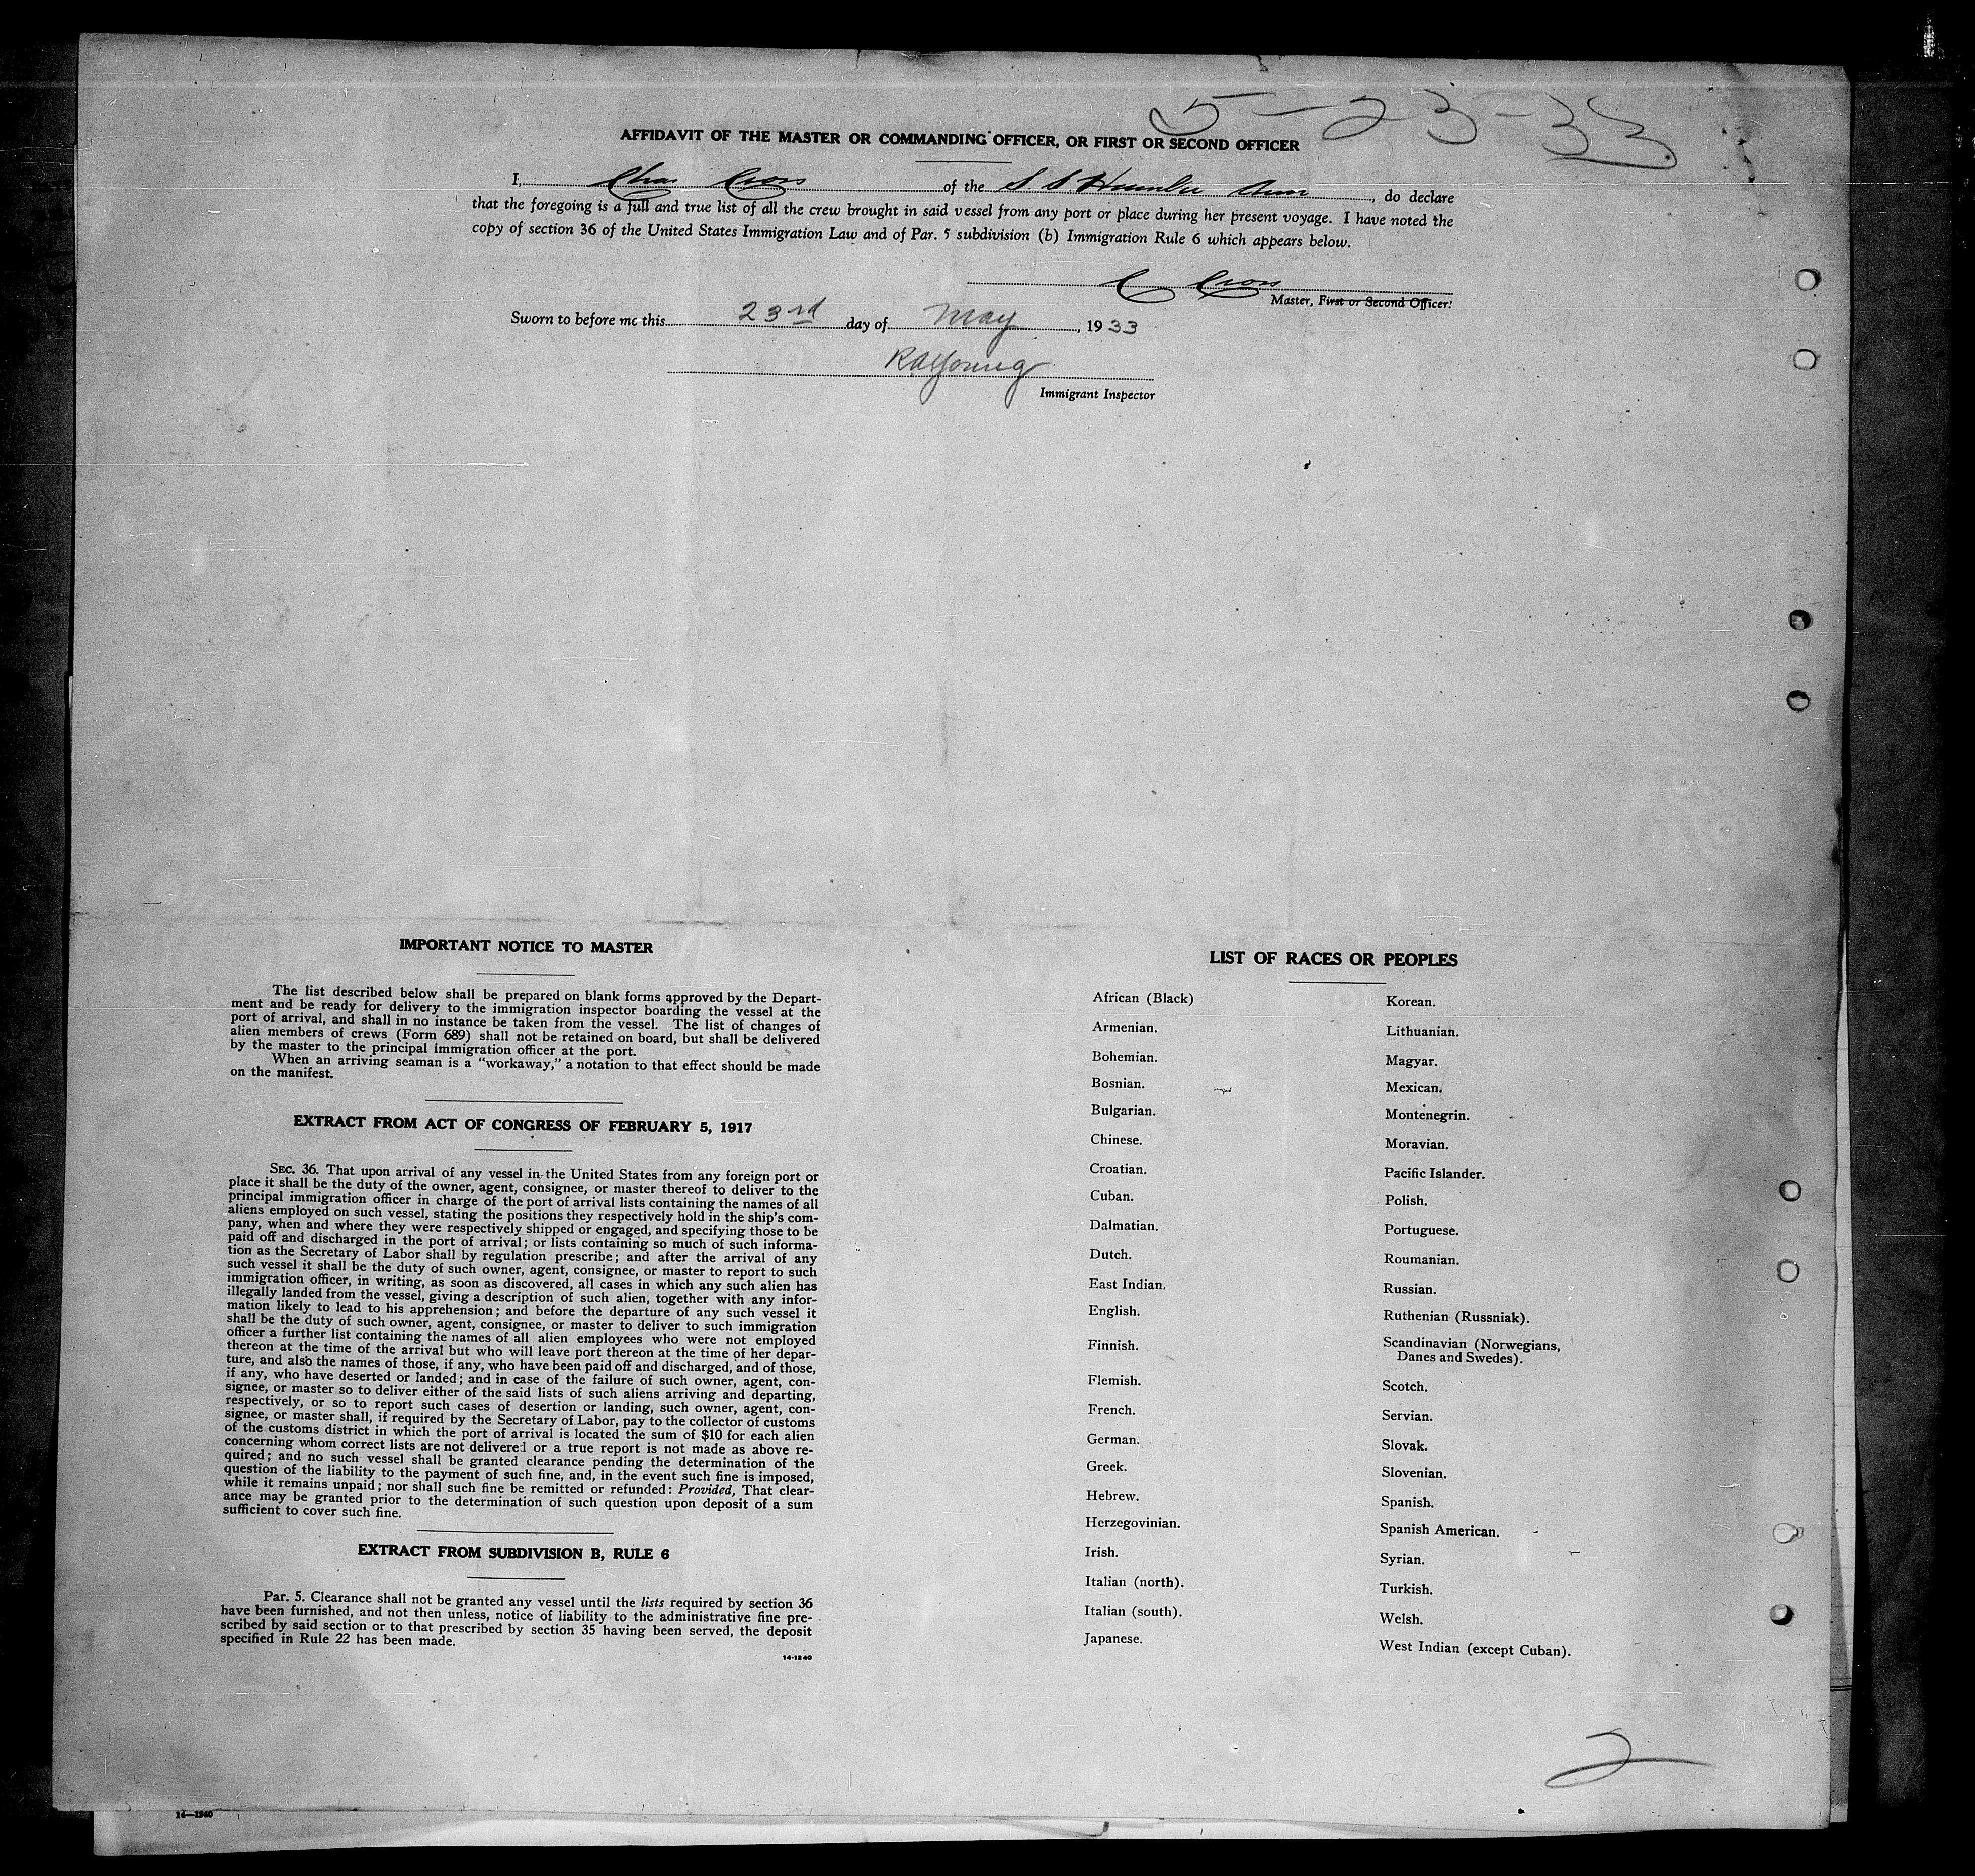 5-23-33
AFFIDAVIT OF THE MASTER OR COMMANDING OFFICER, OR FIRST OR SECOND OFFICER
I, Chas Cross of the S S Humber Arm, do declare
that the foregoing is a full and true list of all the crew brought in said vessel from any port or place during her present voyage. I have noted the
copy of section 36 of the United States Immigration Law and of Par. 5 subdivision (b) Immigration Rule 6 which appears below.
C Cross
Master, First or Second Officer.
Sworn to before me this 23rd day of May, 1933
Young
Immigrant Inspector
IMPORTANT NOTICE TO MASTER
The list described below shall be prepared on blank forms approved by the Depart-
ment and be ready for delivery to the immigration inspector boarding the vessel at the
port of arrival, and shall in no instance be taken from the vessel. The list of changes of
alien members of crews (Form 689) shall not be retained on board, but shall be delivered
by the master to the principal immigration officer at the port.
When an arriving seaman is a "workaway," a notation to that effect should be made
on the manifest.
EXTRACT FROM ACT OF CONGRESS OF FEBRUARY 5, 1917
SEC. 36. That upon arrival of any vessel in the United States from any foreign port or
place it shall be the duty of the owner, agent, consignee, or master thereof to deliver to the
principal immigration officer in charge of the port of arrival lists containing the names of all
aliens employed on such vessel, stating the positions they respectively hold in the ship's com-
pany, when and where they were respectively shipped or engaged, and specifying those to be
paid off and discharged in the port of arrival; or lists containing so much of such informa-
tion as the Secretary of Labor shall by regulation prescribe; and after the arrival of any
such vessel it shall be the duty of such owner, agent, consignee, or master to report to such
immigration officer, in writing, as soon as discovered, all cases in which any such alien has
illegally landed from the vessel, giving a description of such alien, together with any infor-
mation likely to lead to his apprehension; and before the departure of any such vessel it
shall be the duty of such owner, agent, consignee, or master to deliver to such immigration
officer a further list containing the names of all alien employees who were not employed
thereon at the time of the arrival but who will leave port thereon at the time of her depar-
ture, and also the names of those, if any, who have been paid off and discharged, and of those,
if any, who have deserted or landed; and in case of the failure of such owner, agent, con-
signee, or master so to deliver either of the said lists of such aliens arriving and departing,
respectively, or so to report such cases of desertion or landing, such owner, agent, con-
signee, or master shall, if required by the Secretary of Labor, pay to the collector of customs
of the customs district in which the port of arrival is located the sum of $10 for each alien
concerning whom correct lists are not delivered or a true report is not made as above re-
quired; and no such vessel shall be granted clearance pending the determination of the
question of the liability to the payment of such fine, and, in the event such fine is imposed,
while it remains unpaid; nor shall such fine be remitted or refunded: Provided, That clear-
ance may be granted prior to the determination of such question upon deposit of a sum
sufficient to cover such fine.
EXTRACT FROM SUBDIVISION B, RULE 6
Par. 5. Clearance shall not be granted any vessel until the lists required by section 36
have been furnished, and not then unless, notice of liability to the administrative fine pre-
scribed by said section or to that prescribed by section 35 having been served, the deposit
specified in Rule 22 has been made.
14-1240
LIST OF RACES OR PEOPLES
African (Black)
Armenian.
Bohemian.
Bosnian.
Bulgarian.
Chinese.
Croatian.
Cuban.
Dalmatian.
Dutch.
East Indian.
English.
Finnish.
Flemish.
French.
German.
Greek.
Hebrew.
Herzegovinian.
Irish.
Italian (north).
Italian (south).
Japanese.
Korean.
Lithuanian.
Magyar.
Mexican.
Montenegrin.
Moravian.
Pacific Islander.
Polish.
Portuguese.
Roumanian.
Russian.
Ruthenian (Russniak).
Scandinavian (Norwegians,
Danes and Swedes).
Scotch.
Servian.
Slovak.
Slovenian.
Spanish.
Spanish American.
Syrian.
Turkish.
Welsh.
West Indian (except Cuban).
2
14-1240